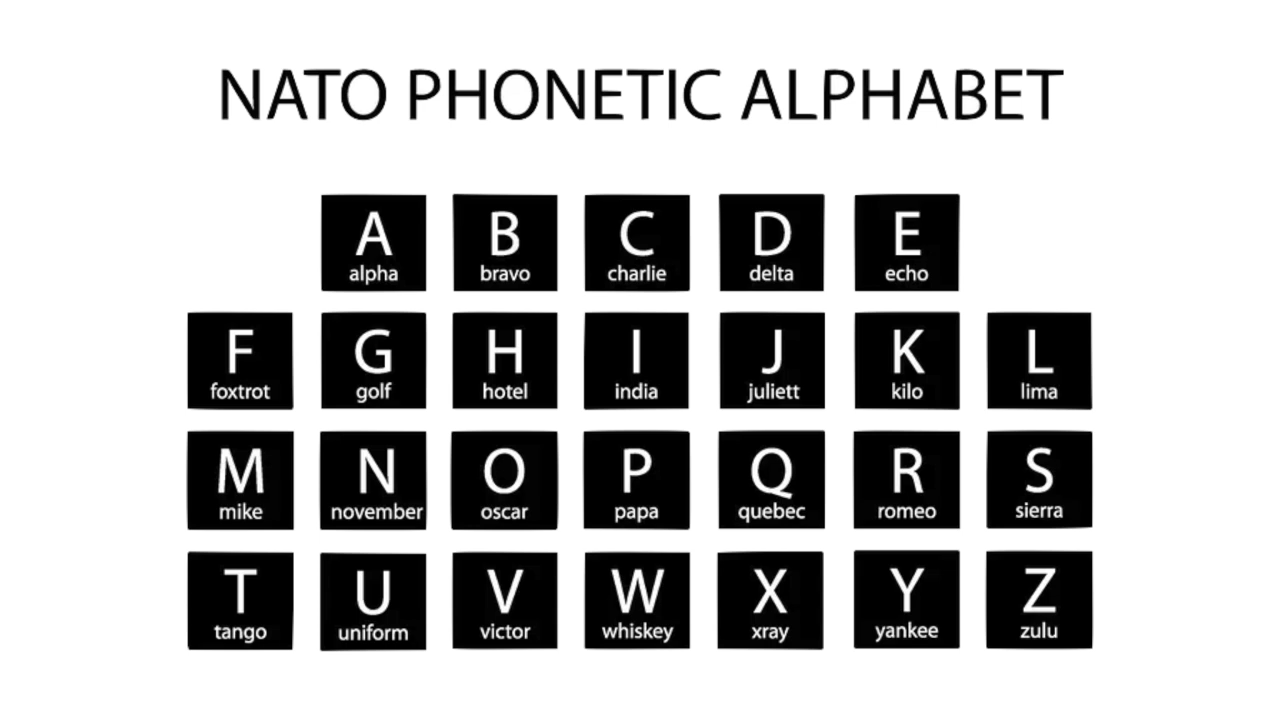 NATO PHONETIC ALPHABET
A B C D E
alpha bravo charlie delta echo
F G H I J K L
foxtrot golf hotel india juliett kilo lima
M N O P Q R S
mike november oscar papa quebec romeo sierra
T U V W X Y Z
tango uniform victor whiskey xray yankee zulu